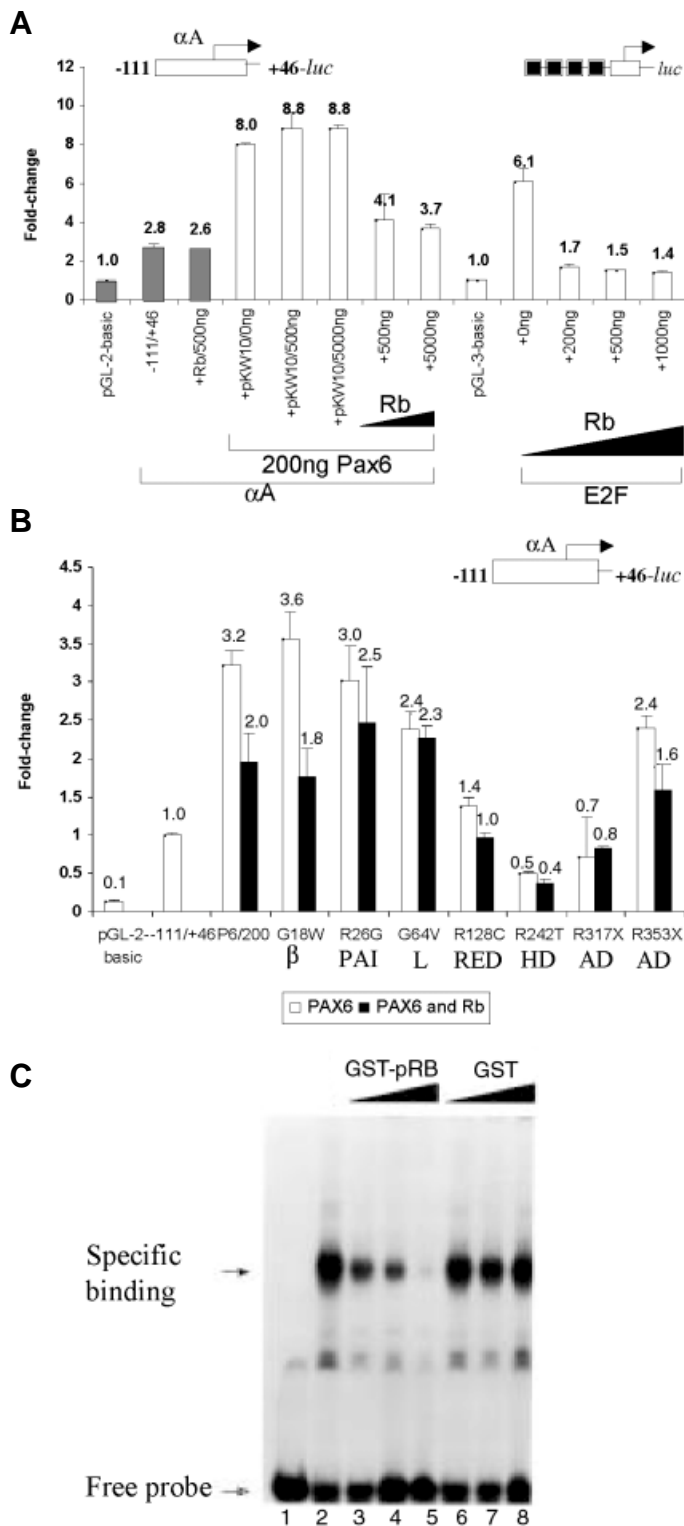 A
αA
-111
+46-luc
luc
12
10
8
6
4
2
0
Fold-change
1.0
2.8
2.6
8.0
8.8
8.8
4.1
3.7
1.0
6.1
1.7
1.5
1.4
pGL-2-basic
-111/+46
+Rb/500ng
+pKW10/0ng
+pKW10/500ng
+pKW10/5000ng
+500ng
+5000ng
pGL-3-basic
+0ng
+200ng
+500ng
+1000ng
Rb
Rb
200ng Pax6
αA
E2F
B
αA
-111
+46-luc
4.5
4
3.5
3
2.5
2
1.5
1
0.5
0
Fold-change
0.1
1.0
3.2
2.0
3.6
1.8
3.0
2.5
2.4
2.3
1.4
1.0
0.5
0.4
0.7
0.8
2.4
1.6
pGL-2--111/+46 P6/200 G18W R26G G64V R128C R242T R317X R353X
basic β PAI L RED HD AD AD
PAX6 PAX6 and Rb
C
GST-pRB GST
Specific
binding
Free probe
1 2 3 4 5 6 7 8